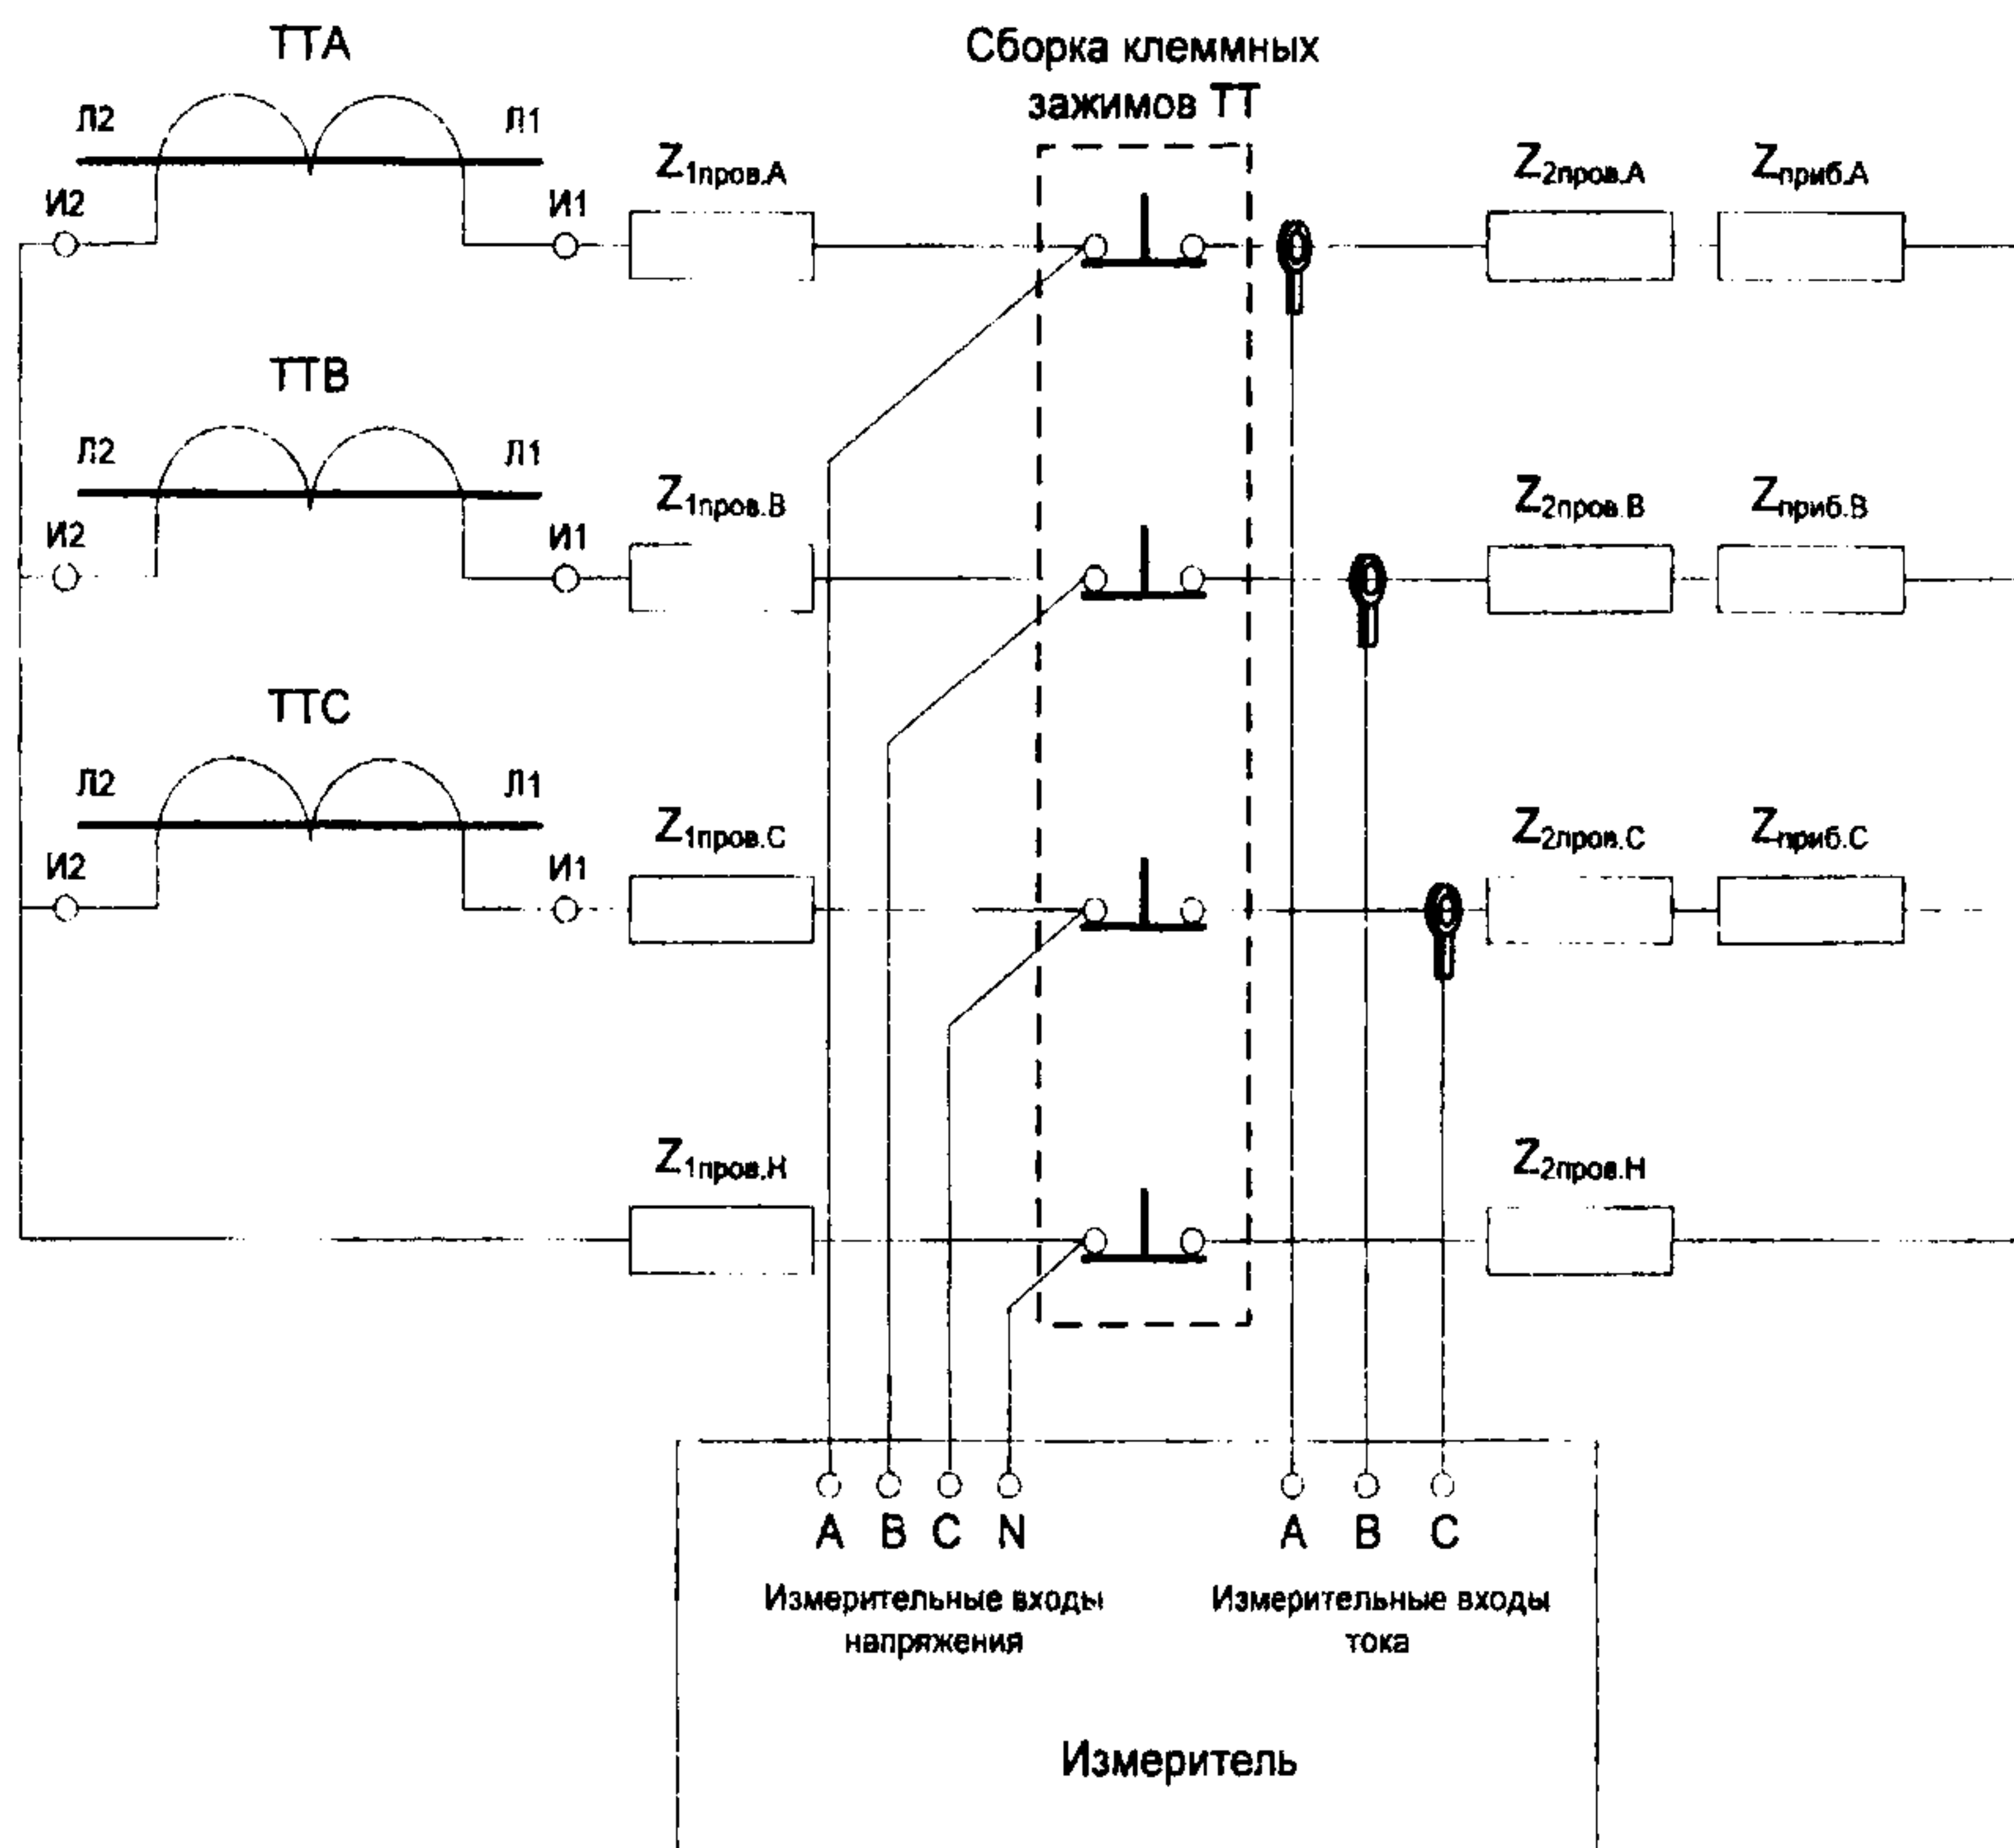 ТТА
Сборка клеммных
зажимов ТТ
Л2
Л1
Z1пров.А
Z2пров.А
Zприб.А
И2
И1
ТТВ
Л2
Л1
Z1пров.В
Z2пров.В
Zприб.В
И2
И1
ТТС
Л2
Л1
Z1пров.С
Z2пров.С
Zприб.С
И2
И1
Z1пров.Н
Z2пров.Н
A B C N
A B C
Измерительные входы
напряжения
Измерительные входы
тока
Измеритель